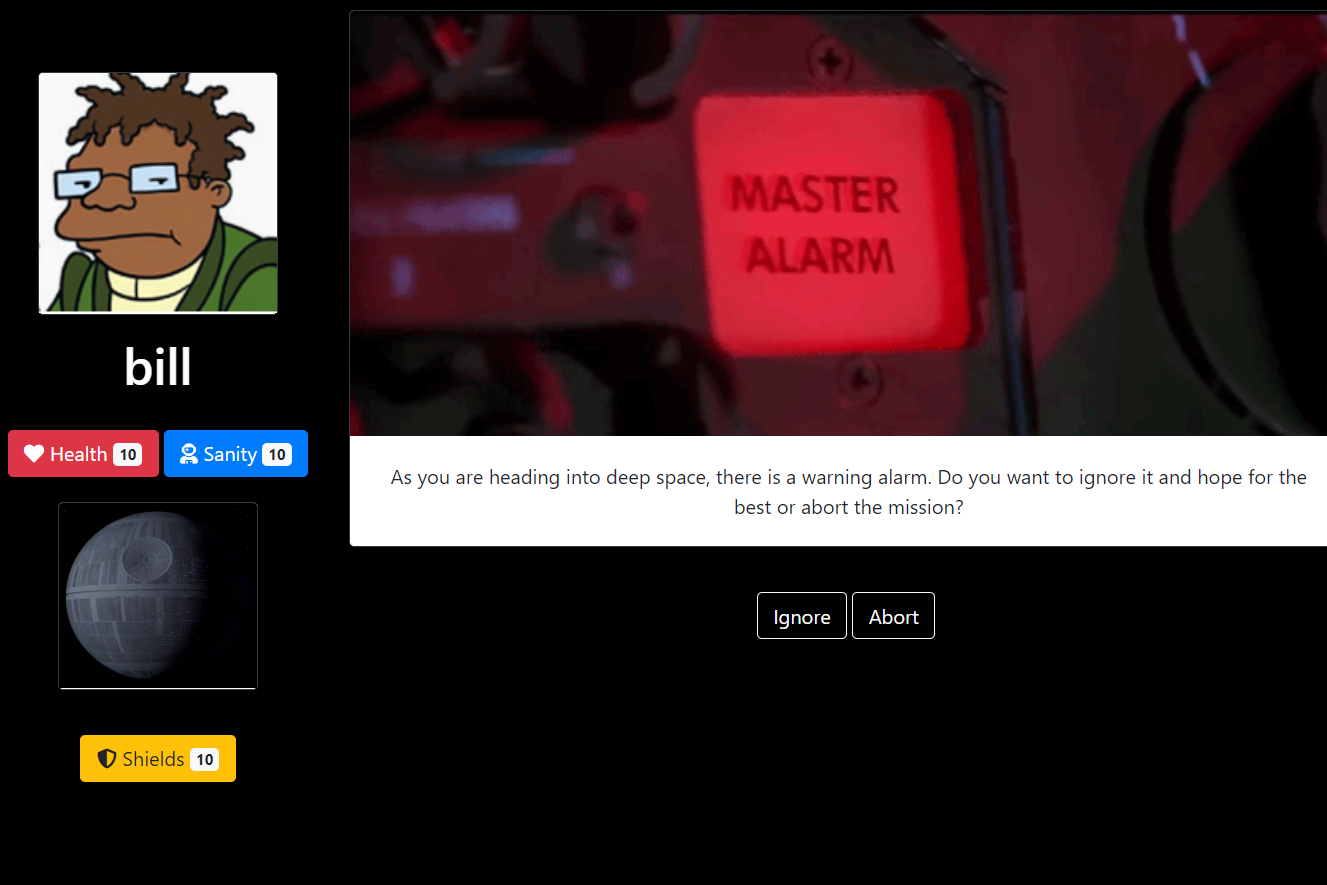 MASTER
ALARM
bill
Health 10
Sanity 10
As you are heading into deep space, there is a warning alarm. Do you want to ignore it and hope for the
best or abort the mission?
Ignore
Abort
Shields 10